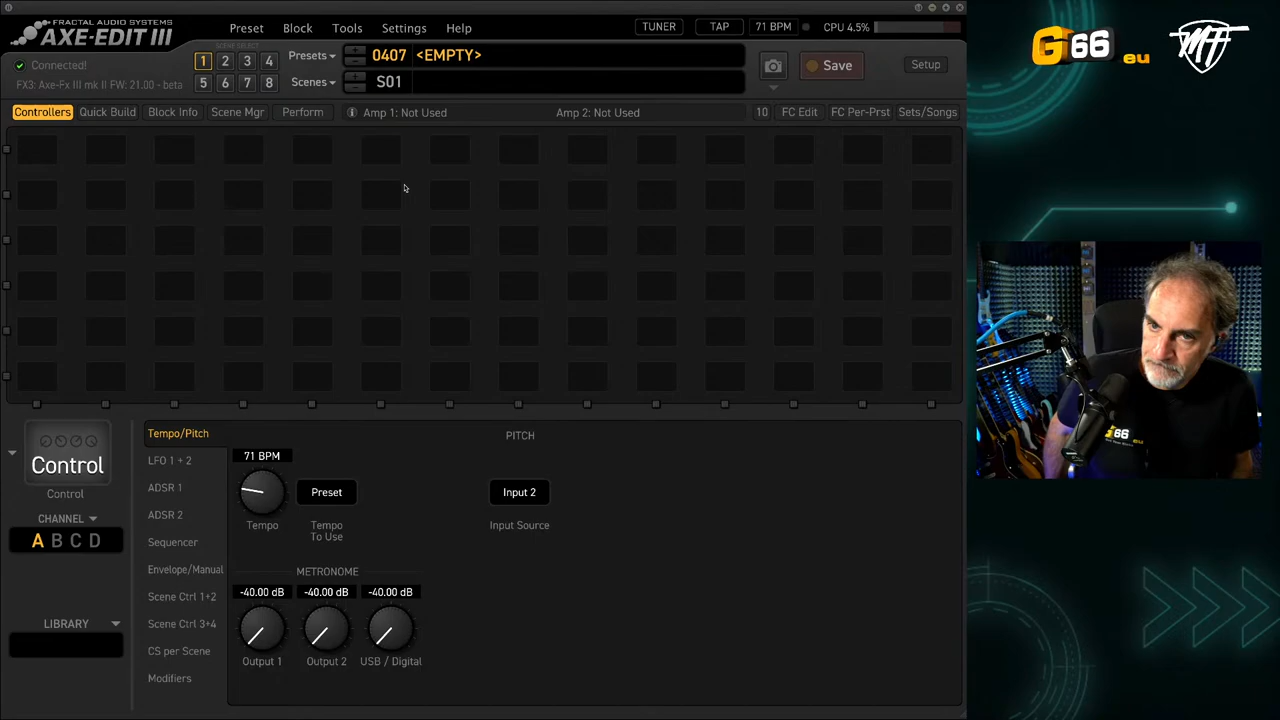 FRACTAL AUDIO SYSTEMS
AXE-EDIT III
Preset Block Tools Settings Help
TUNER TAP 71 BPM CPU 4.5%
SCENE SELECT
1 2 3 4
5 6 7 8
Presets 0407 <EMPTY>
Scenes S01
Save Setup
Connected!
FX3: Axe-Fx III mk II FW: 21.00 - beta
Controllers Quick Build Block Info Scene Mgr Perform Amp 1: Not Used Amp 2: Not Used 10 FC Edit FC Per-Prst Sets/Songs
Control
Control
CHANNEL
A B C D
LIBRARY
Tempo/Pitch
LFO 1 + 2
ADSR 1
ADSR 2
Sequencer
Envelope/Manual
Scene Ctrl 1+2
Scene Ctrl 3+4
CS per Scene
Modifiers
PITCH
71 BPM
Preset
Input 2
Tempo
Tempo To Use
Input Source
METRONOME
-40.00 dB -40.00 dB -40.00 dB
Output 1 Output 2 USB / Digital
G66 eu
MT
G66 eu